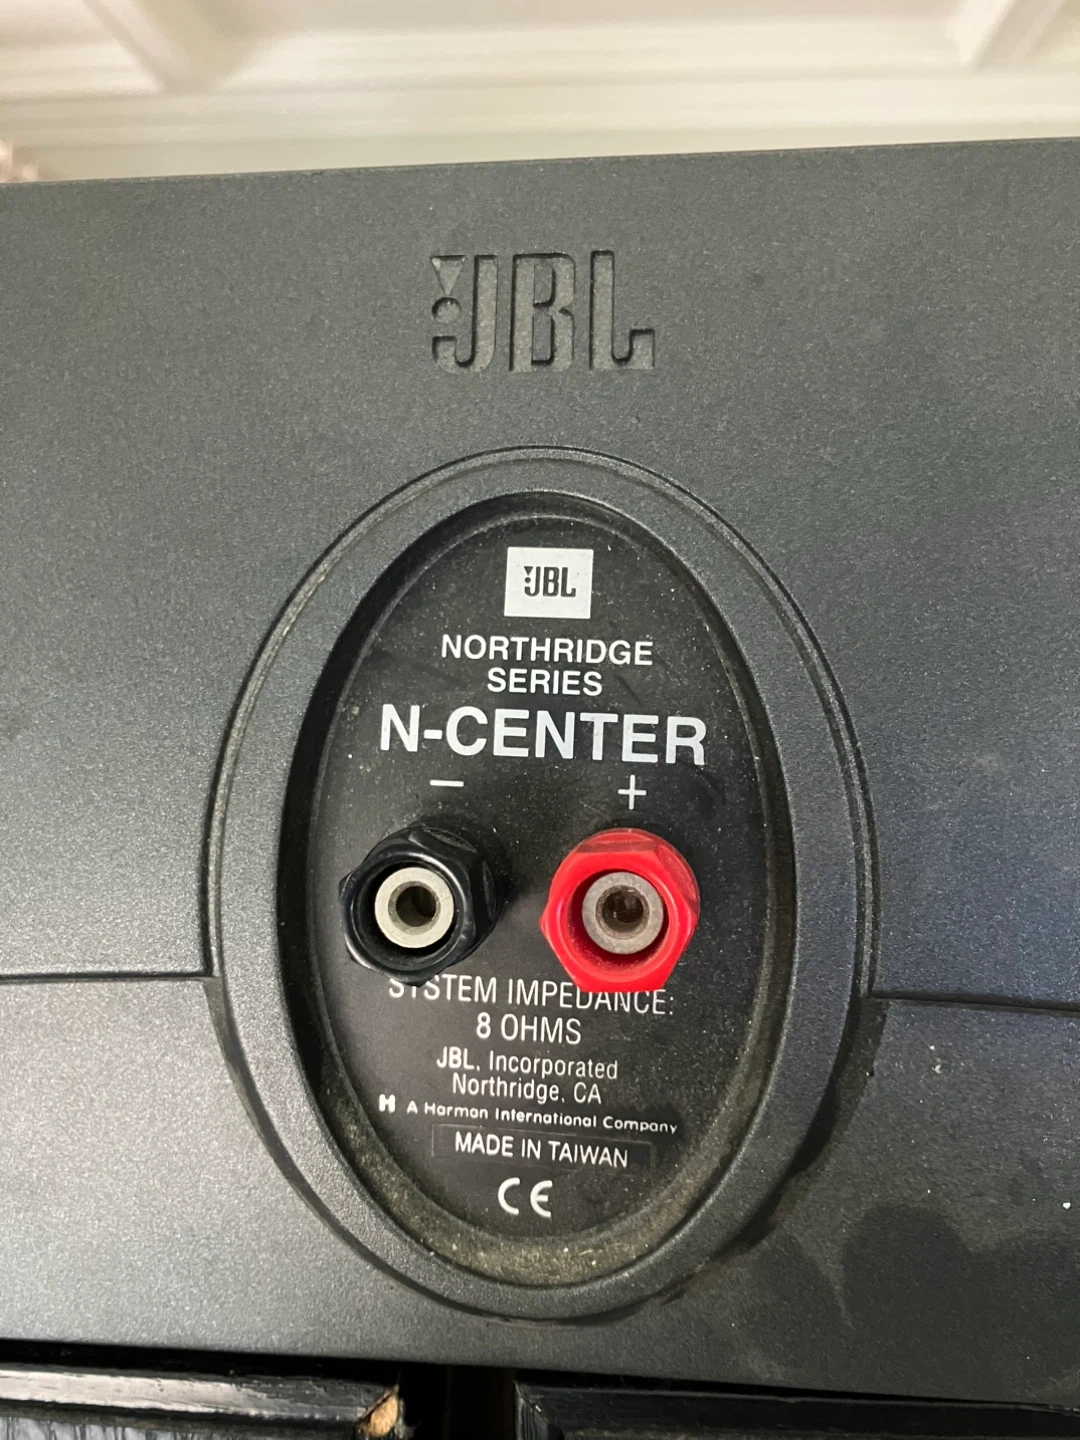 JBL
JBL
NORTHRIDGE
SERIES
N-CENTER
− +
SYSTEM IMPEDANCE:
8 OHMS
JBL, Incorporated
Northridge, CA
H A Harman International Company
MADE IN TAIWAN
CE